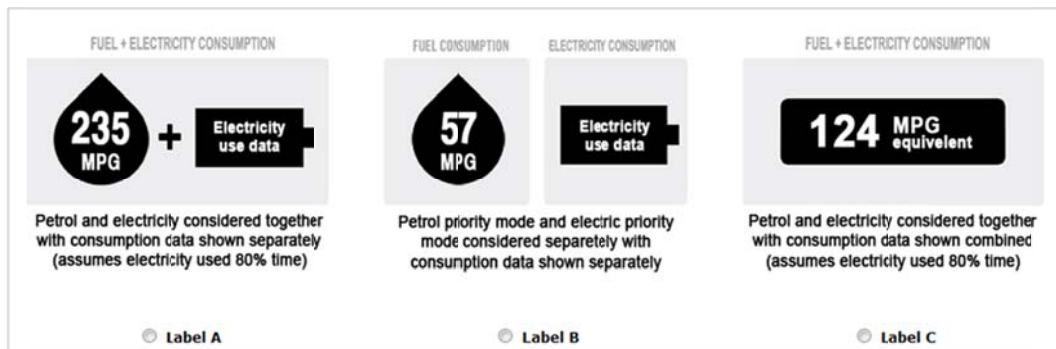 FUEL + ELECTRICITY CONSUMPTION
235
MPG
+
Electricity
use data
Petrol and electricity considered together
with consumption data shown separately
(assumes electricity used 80% time)
Label A
FUEL CONSUMPTION
ELECTRICITY CONSUMPTION
57
MPG
Electricity
use data
Petrol priority mode and electric priority
mode considered separetely with
consumption data shown separately
Label B
FUEL + ELECTRICITY CONSUMPTION
124 MPG
equivelent
Petrol and electricity considered together
with consumption data shown combined
(assumes electricity used 80% time)
Label C